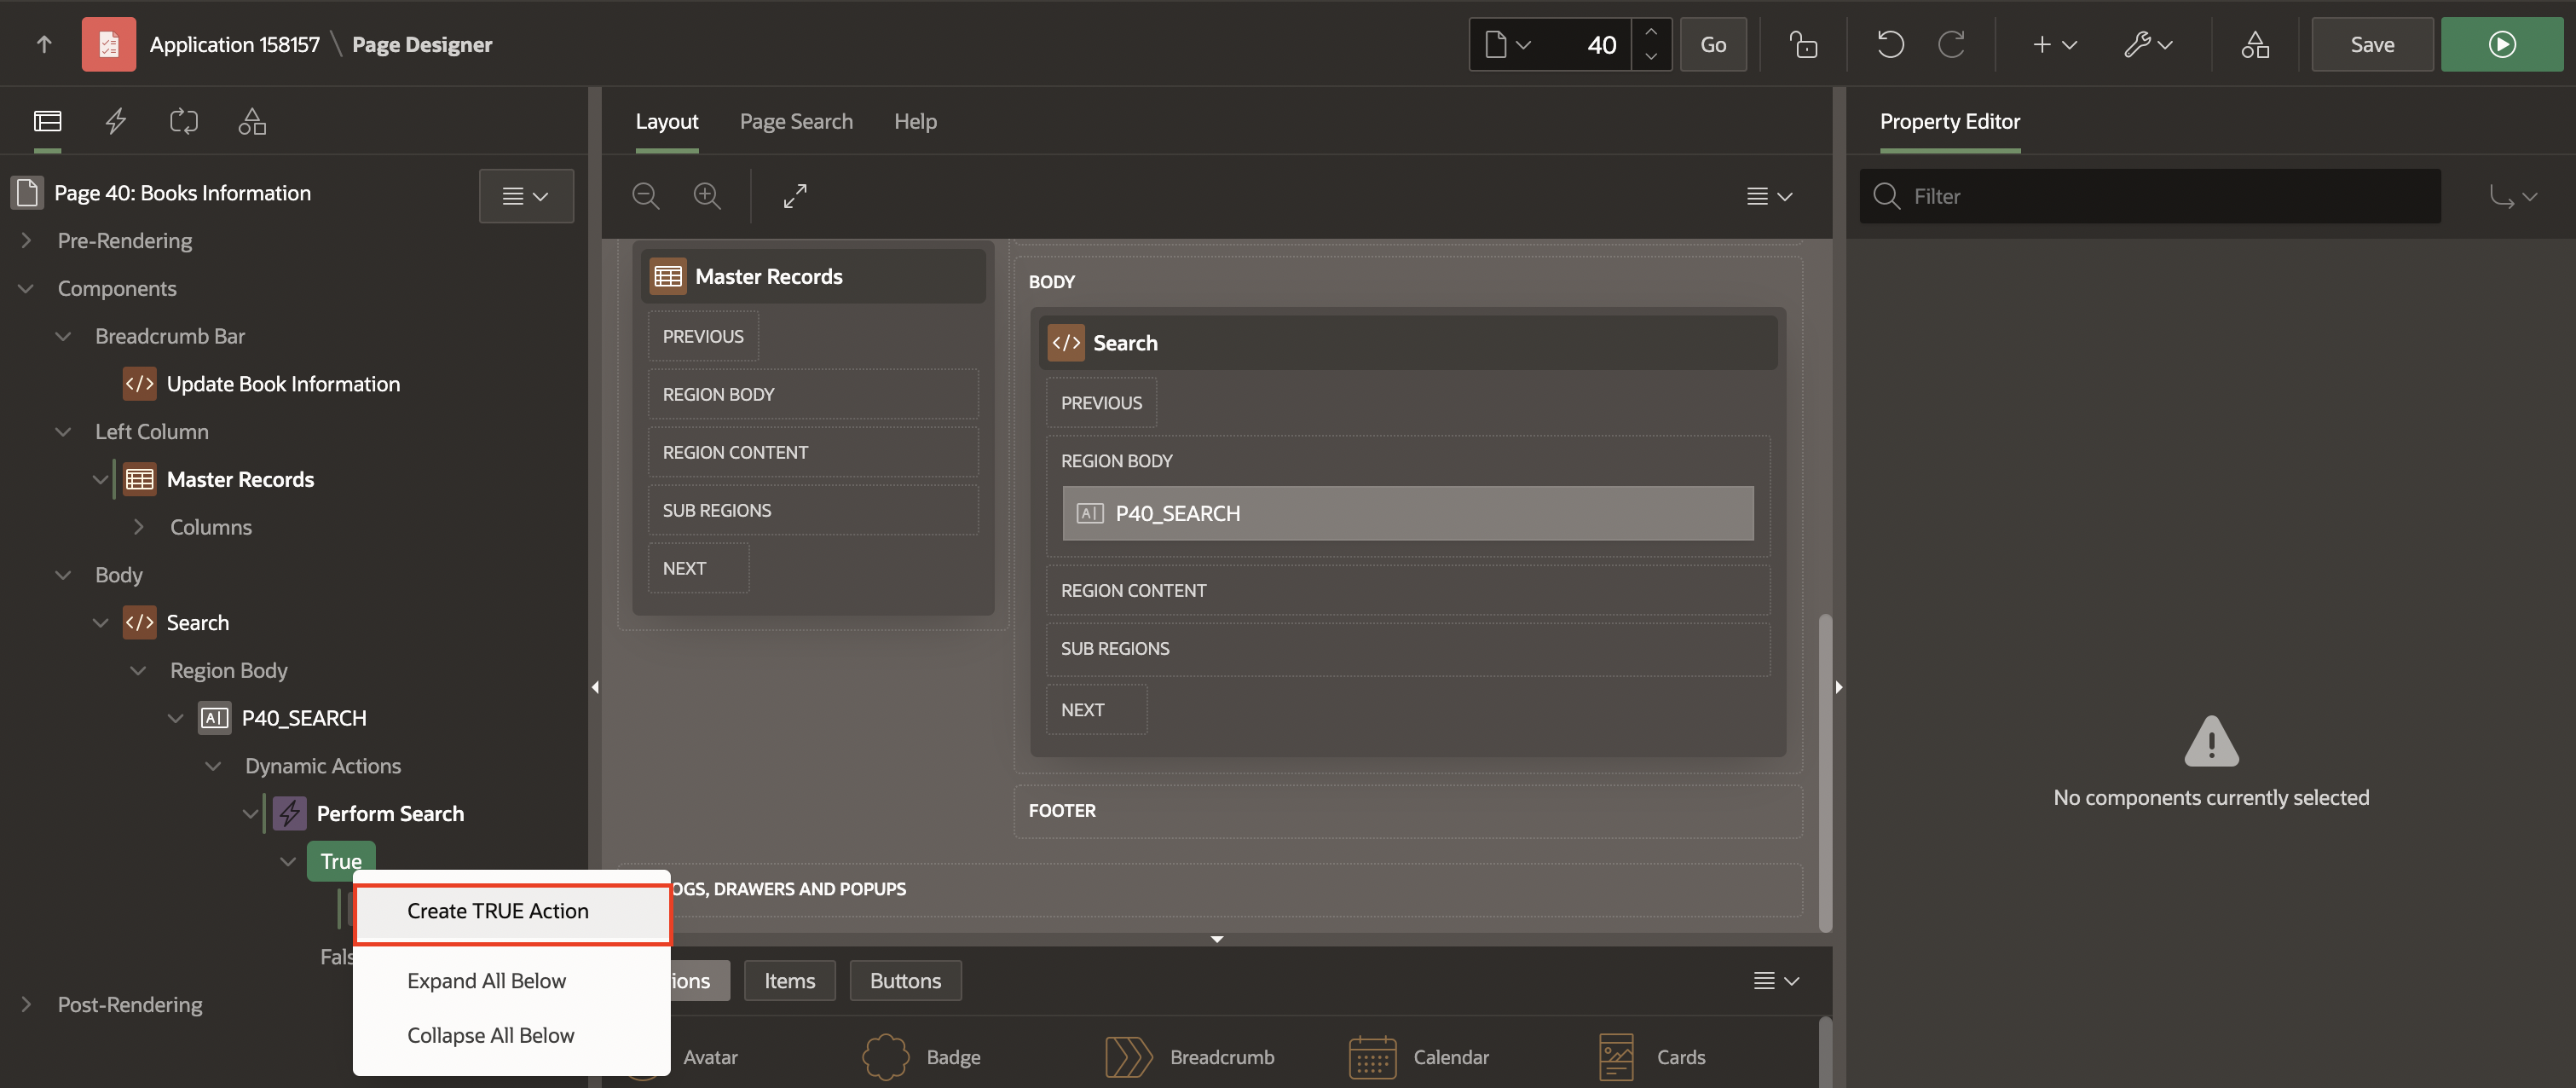 Application 158157 \ Page Designer
40
Go
Save
Layout
Page Search
Help
Property Editor
Page 40: Books Information
Filter
Pre-Rendering
Components
Breadcrumb Bar
</> Update Book Information
Left Column
Master Records
Columns
Body
</> Search
Region Body
A| P40_SEARCH
Dynamic Actions
Perform Search
True
Fals
Post-Rendering
Create TRUE Action
Expand All Below
Collapse All Below
Master Records
PREVIOUS
REGION BODY
REGION CONTENT
SUB REGIONS
NEXT
BODY
</> Search
PREVIOUS
REGION BODY
A| P40_SEARCH
REGION CONTENT
SUB REGIONS
NEXT
FOOTER
OGS, DRAWERS AND POPUPS
ions
Items
Buttons
Avatar
Badge
Breadcrumb
Calendar
Cards
No components currently selected